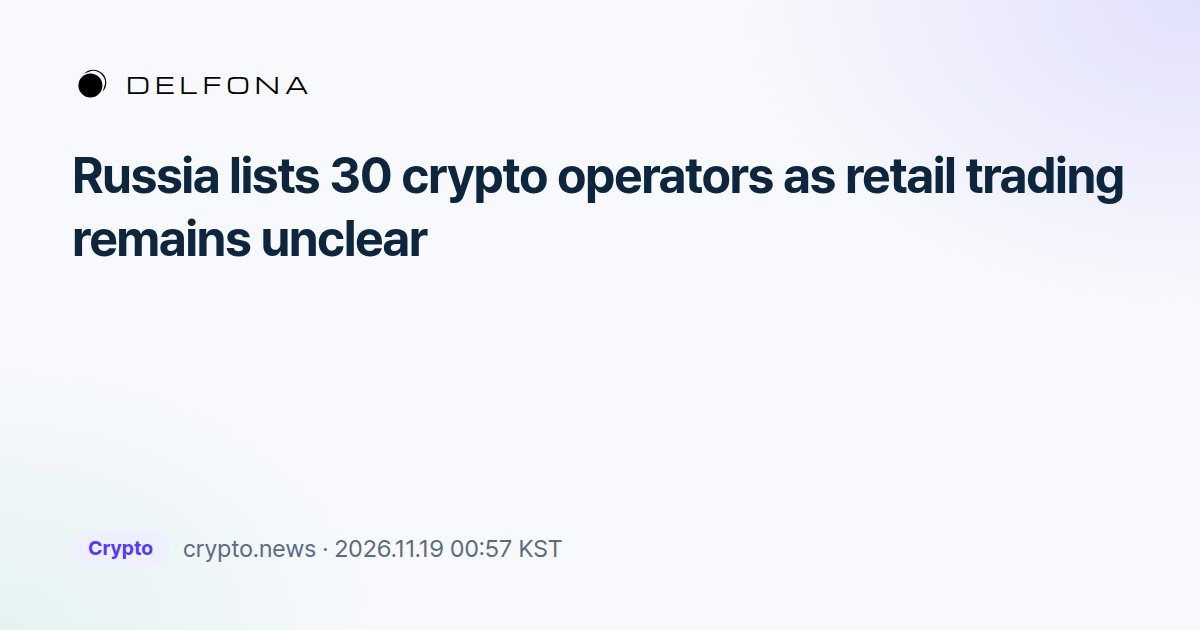 DELFONA
Russia lists 30 crypto operators as retail trading
remains unclear
Crypto crypto.news · 2026.11.19 00:57 KST